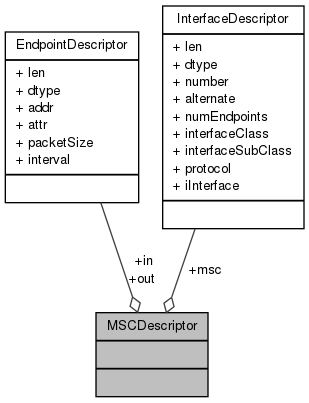 EndpointDescriptor
+ len
+ dtype
+ addr
+ attr
+ packetSize
+ interval
InterfaceDescriptor
+ len
+ dtype
+ number
+ alternate
+ numEndpoints
+ interfaceClass
+ interfaceSubClass
+ protocol
+ iInterface
+in
+out
+msc
MSCDescriptor